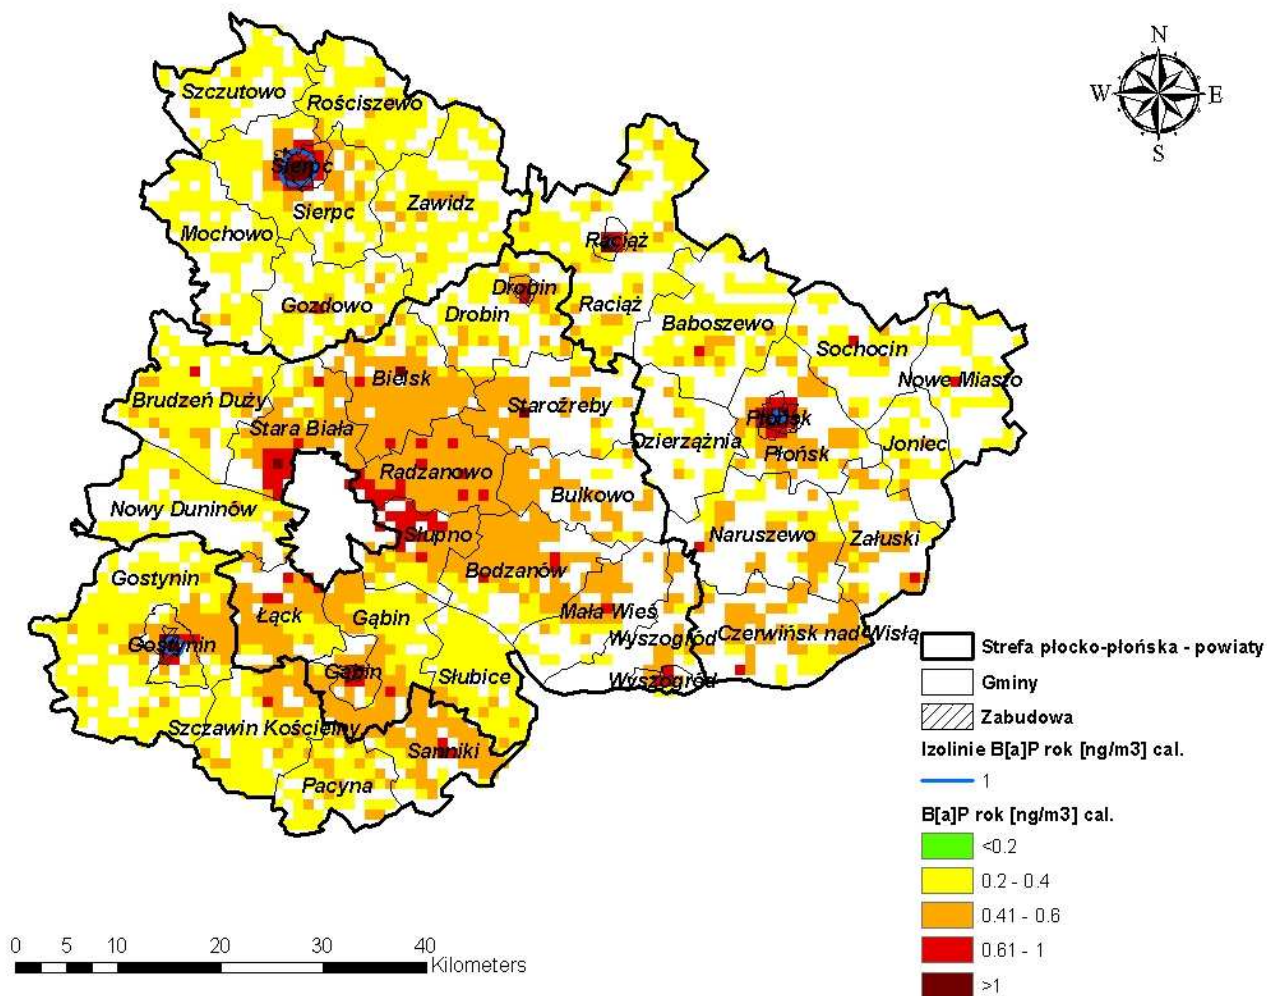 N
W E
S
Szczutowo
Rościszewo
Sierpc
Sierpc
Zawidz
Mochowo
Gozdowo
Raciąż
Drobin
Drobin
Raciąż
Baboszewo
Sochocin
Nowe Miasto
Bielsk
Brudzeń Duży
Staroźreby
Stara Biała
Płońsk
Dzierzążnia
Płońsk
Joniec
Radzanowo
Bulkowo
Nowy Duninów
Słupno
Naruszewo
Załuski
Bodzanów
Gostynin
Łąck
Gąbin
Mała Wieś
Gostynin
Wyszogród
Czerwińsk nad Wisłą
Gąbin
Słubice
Wyszogród
Szczawin Kościelny
Sanniki
Pacyna
Strefa płocko-płońska - powiaty
Gminy
Zabudowa
Izolinie B[a]P rok [ng/m3] cal.
1
B[a]P rok [ng/m3] cal.
<0.2
0.2 - 0.4
0.41 - 0.6
0.61 - 1
>1
0 5 10 20 30 40
Kilometers